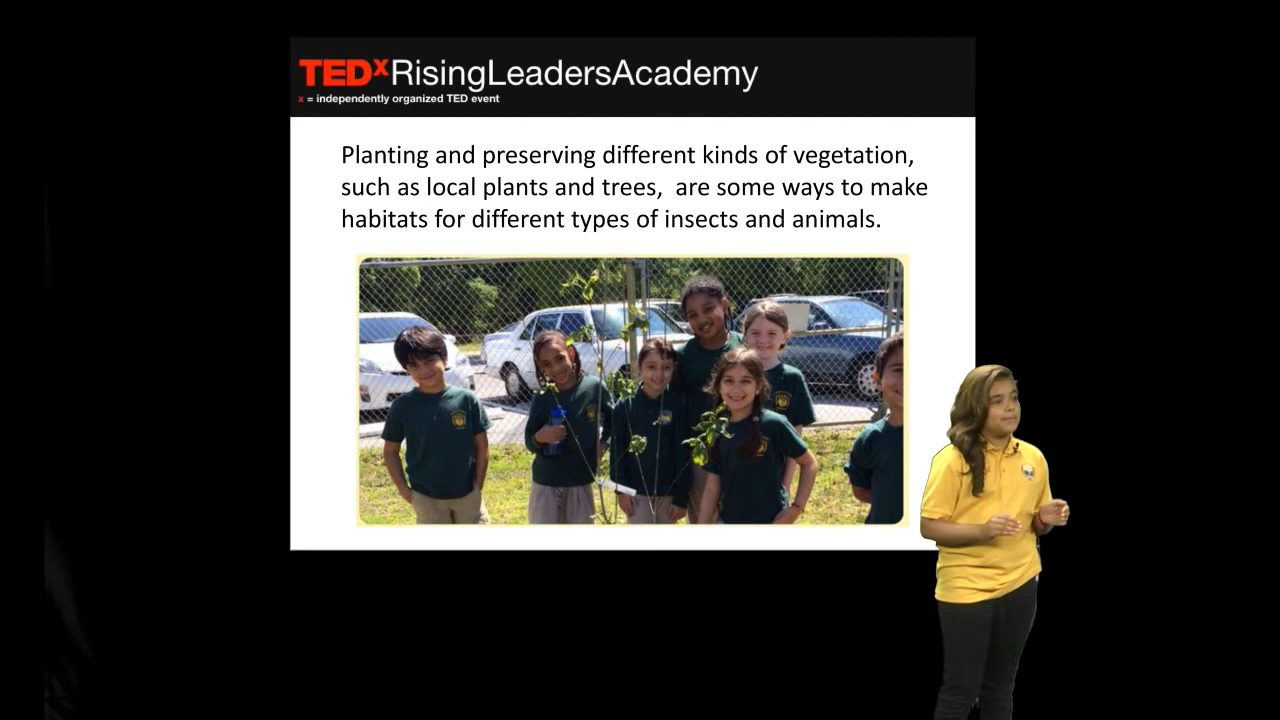 TEDxRisingLeadersAcademy
x = independently organized TED event
Planting and preserving different kinds of vegetation,
such as local plants and trees,  are some ways to make
habitats for different types of insects and animals.